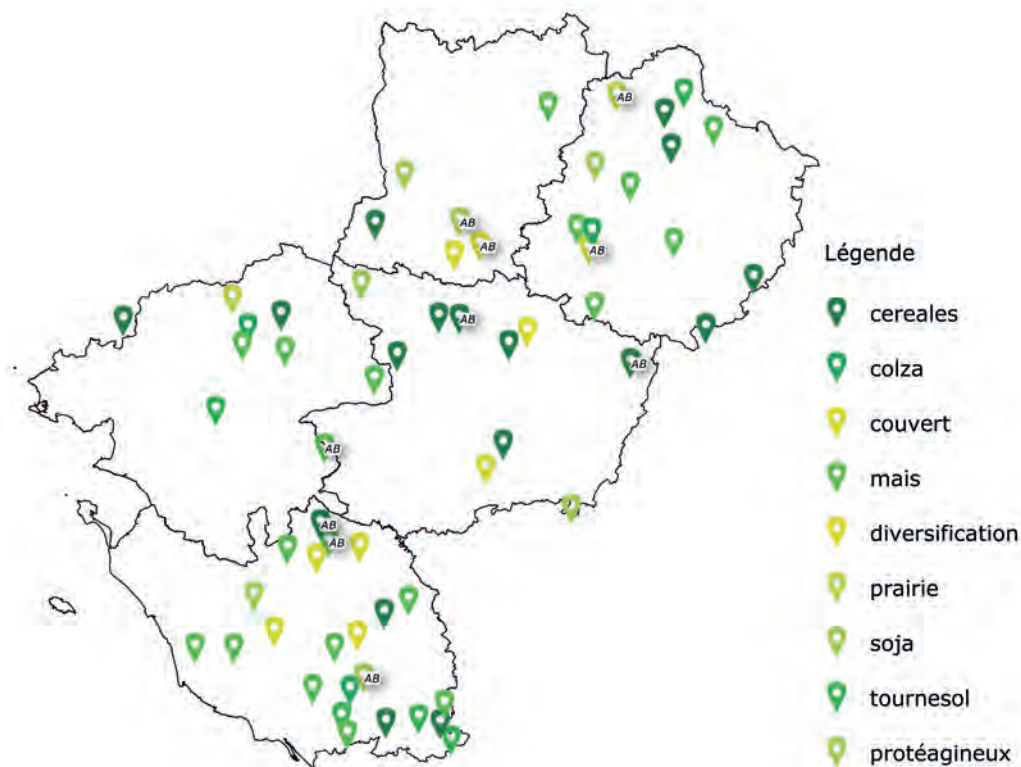 AB
AB
AB
AB
AB
AB
AB
AB
AB
AB
Légende
cereales
colza
couvert
mais
diversification
prairie
soja
tournesol
protéagineux